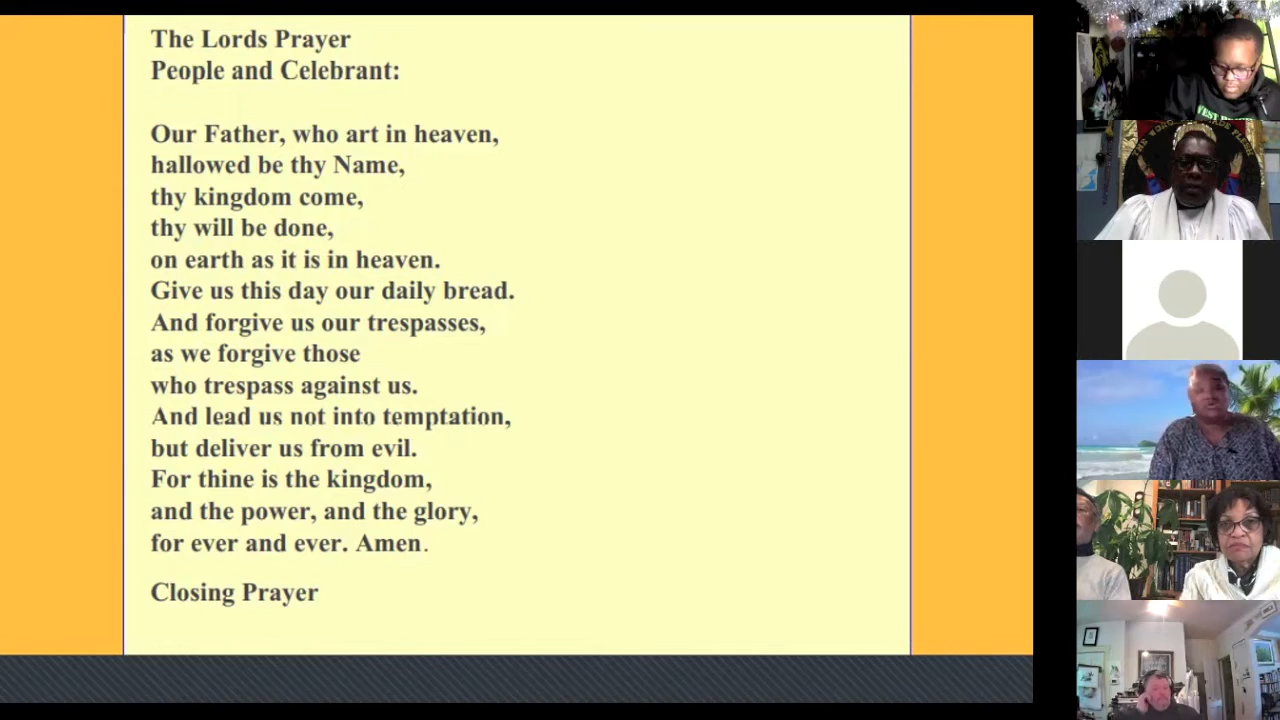 The Lords Prayer
People and Celebrant:
Our Father, who art in heaven,
hallowed be thy Name,
thy kingdom come,
thy will be done,
on earth as it is in heaven.
Give us this day our daily bread.
And forgive us our trespasses,
as we forgive those
who trespass against us.
And lead us not into temptation,
but deliver us from evil.
For thine is the kingdom,
and the power, and the glory,
for ever and ever. Amen.
Closing Prayer
THE WORD
FLESH